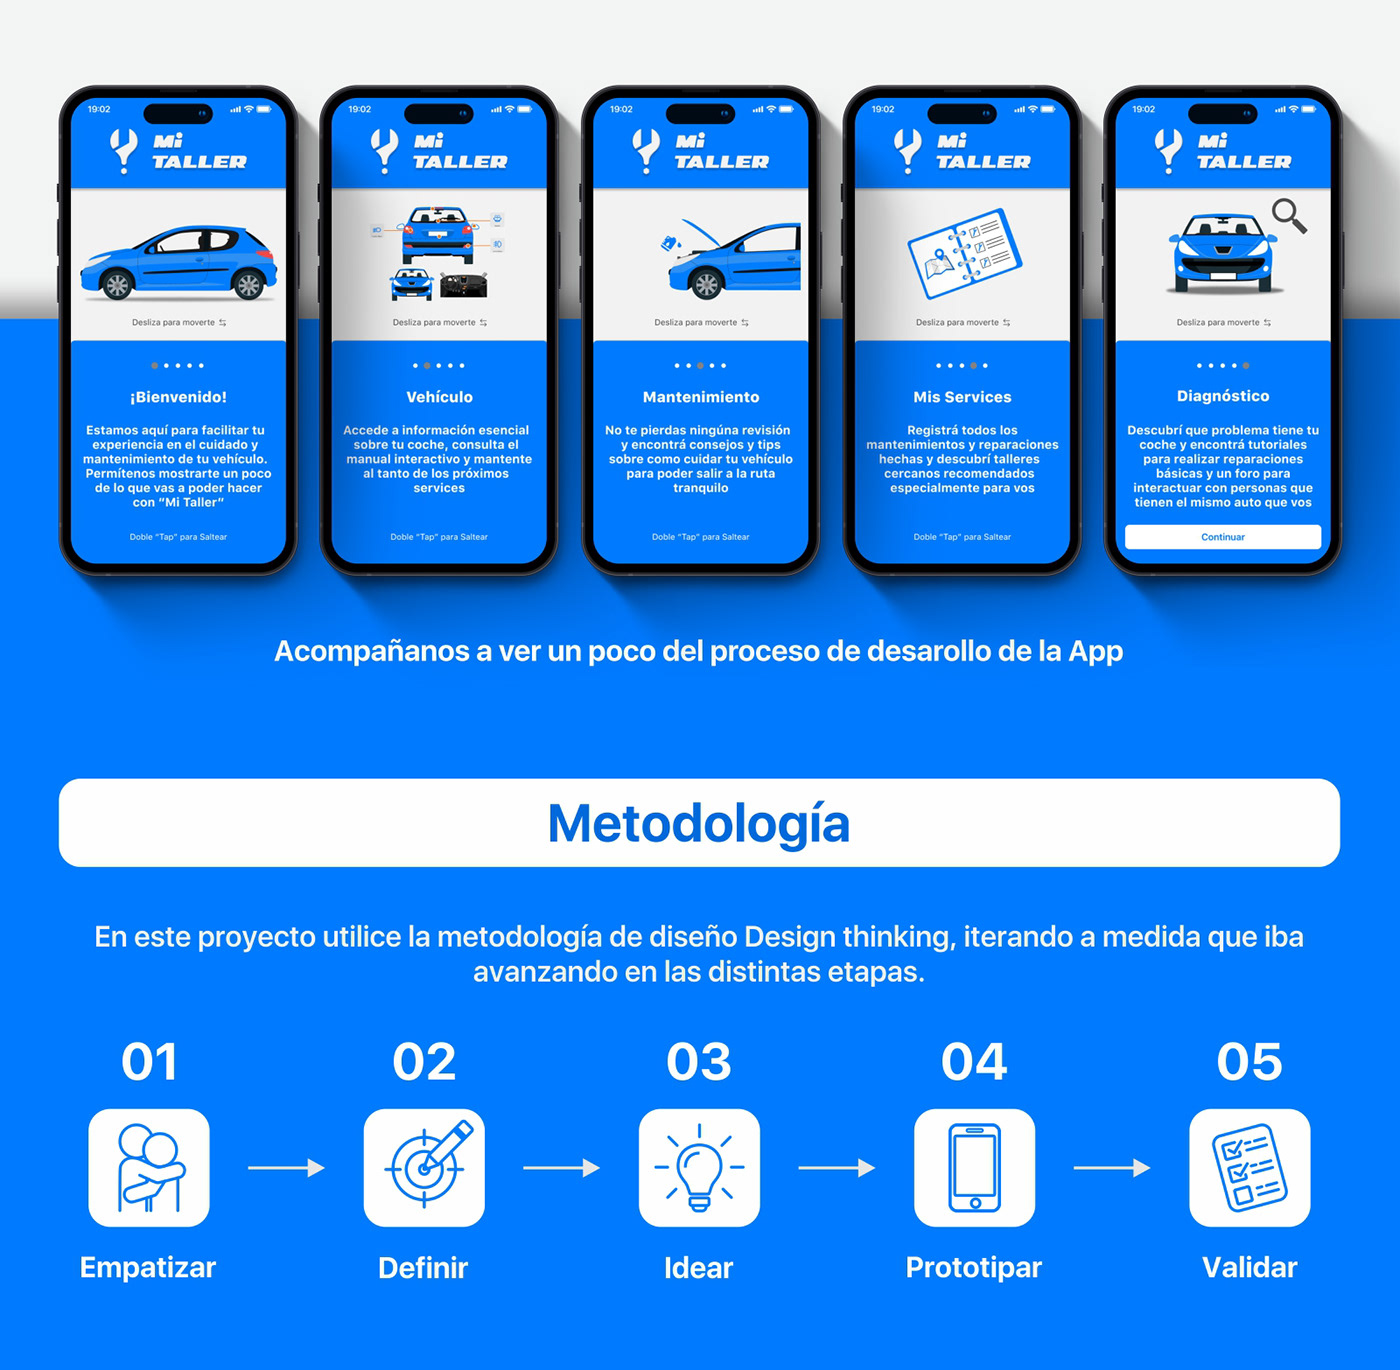 19:02
Mi
TALLER
Desliza para moverte
¡Bienvenido!
Estamos aquí para facilitar tu
experiencia en el cuidado y
mantenimiento de tu vehículo.
Permítenos mostrarte un poco
de lo que vas a poder hacer
con “Mi Taller”
Doble “Tap” para Saltear
19:02
Mi
TALLER
Desliza para moverte
Vehículo
Accede a información esencial
sobre tu coche, consulta el
manual interactivo y mantente
al tanto de los próximos
services
Doble “Tap” para Saltear
19:02
Mi
TALLER
Desliza para moverte
Mantenimiento
No te pierdas ningúna revisión
y encontrá consejos y tips
sobre como cuidar tu vehículo
para poder salir a la ruta
tranquilo
Doble “Tap” para Saltear
19:02
Mi
TALLER
Desliza para moverte
Mis Services
Registrá todos los
mantenimientos y reparaciones
hechas y descubrí talleres
cercanos recomendados
especialmente para vos
Doble “Tap” para Saltear
19:02
Mi
TALLER
Desliza para moverte
Diagnóstico
Descubrí que problema tiene tu
coche y encontrá tutoriales
para realizar reparaciones
básicas y un foro para
interactuar con personas que
tienen el mismo auto que vos
Continuar
Acompañanos a ver un poco del proceso de desarollo de la App
Metodología
En este proyecto utilice la metodología de diseño Design thinking, iterando a medida que iba
avanzando en las distintas etapas.
01
02
03
04
05
Empatizar
Definir
Idear
Prototipar
Validar